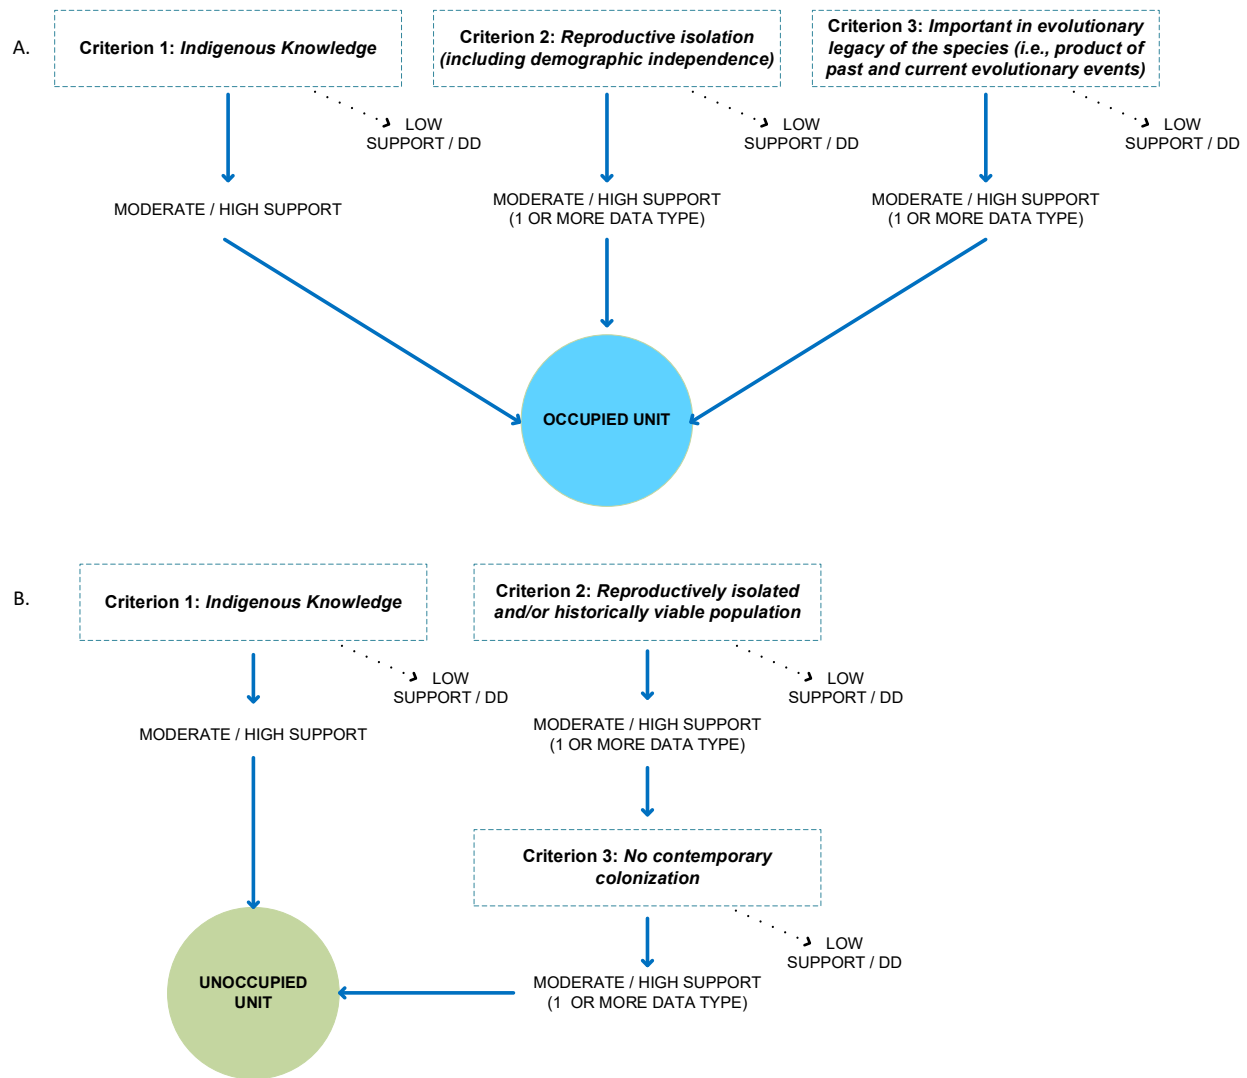 A.
Criterion 1: Indigenous Knowledge
Criterion 2: Reproductive isolation
(including demographic independence)
Criterion 3: Important in evolutionary
legacy of the species (i.e., product of
past and current evolutionary events)
LOW
SUPPORT / DD
LOW
SUPPORT / DD
LOW
SUPPORT / DD
MODERATE / HIGH SUPPORT
MODERATE / HIGH SUPPORT
(1 OR MORE DATA TYPE)
MODERATE / HIGH SUPPORT
(1 OR MORE DATA TYPE)
OCCUPIED UNIT
B.
Criterion 1: Indigenous Knowledge
Criterion 2: Reproductively isolated
and/or historically viable population
LOW
SUPPORT / DD
LOW
SUPPORT / DD
MODERATE / HIGH SUPPORT
MODERATE / HIGH SUPPORT
(1 OR MORE DATA TYPE)
Criterion 3: No contemporary
colonization
LOW
SUPPORT / DD
MODERATE / HIGH SUPPORT
(1 OR MORE DATA TYPE)
UNOCCUPIED
UNIT